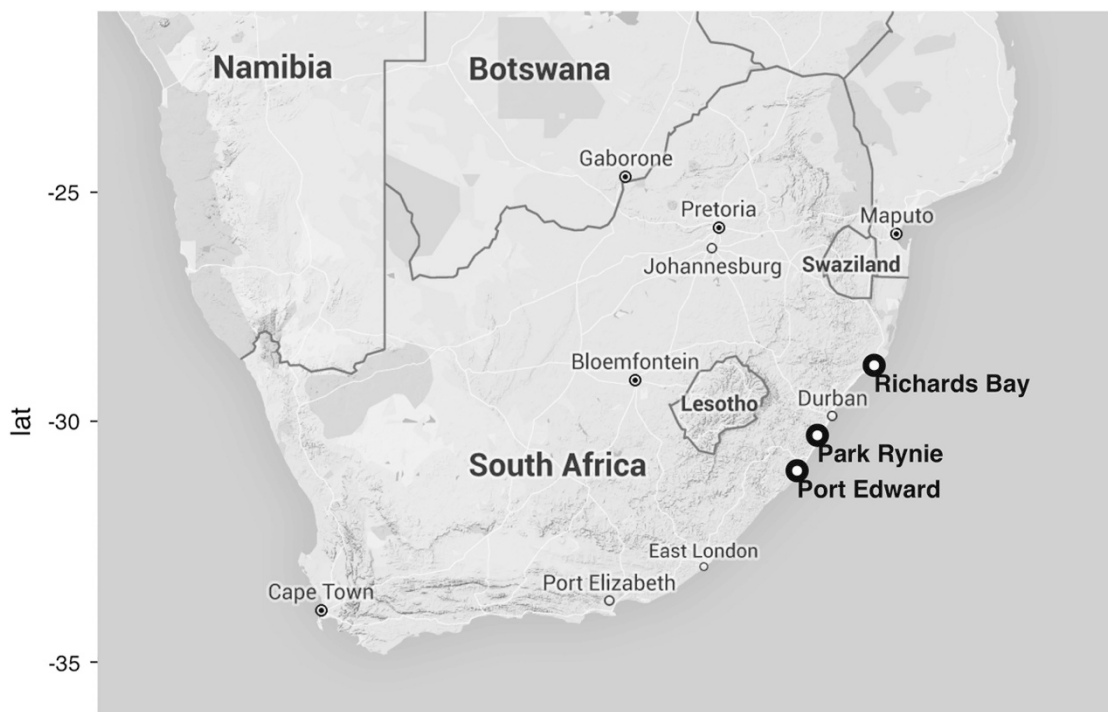 Namibia
Botswana
Gaborone
-25
Pretoria
Maputo
Johannesburg
Swaziland
Bloemfontein
Richards Bay
Lesotho
Durban
lat
-30
Park Rynie
South Africa
Port Edward
East London
Port Elizabeth
Cape Town
-35